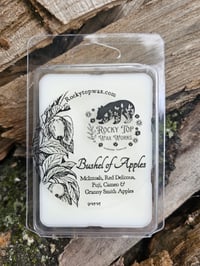 Rockytopwax.com
Rocky Top
Wax Works
Bushel of Apples
McIntosh, Red Delicious,
Fuji, Cameo &
Granny Smith Apples